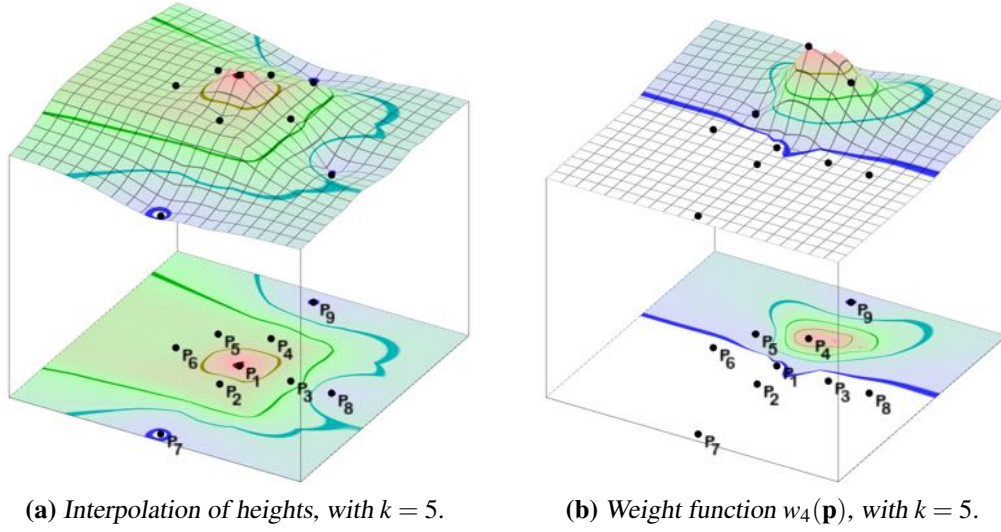 P9
P5
P4
P6
P1
P3
P2
P8
P7
P9
P5
P4
P6
P1
P3
P2
P8
P7
(a) Interpolation of heights, with k = 5.
(b) Weight function w4(p), with k = 5.